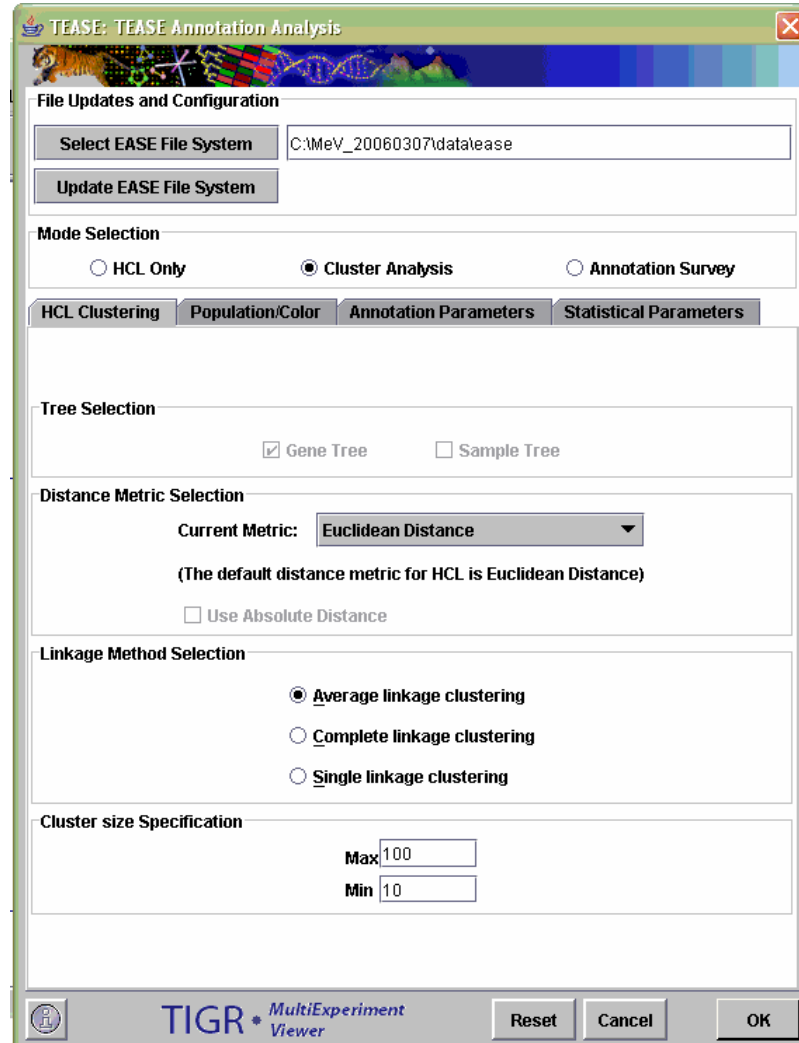 TEASE: TEASE Annotation Analysis
File Updates and Configuration
Select EASE File System C:\MeV_20060307\data\ease
Update EASE File System
Mode Selection
HCL Only Cluster Analysis Annotation Survey
HCL Clustering Population/Color Annotation Parameters Statistical Parameters
Tree Selection
Gene Tree Sample Tree
Distance Metric Selection
Current Metric: Euclidean Distance
(The default distance metric for HCL is Euclidean Distance)
Use Absolute Distance
Linkage Method Selection
Average linkage clustering
Complete linkage clustering
Single linkage clustering
Cluster size Specification
Max 100
Min 10
TIGR • MultiExperiment Viewer
Reset Cancel OK